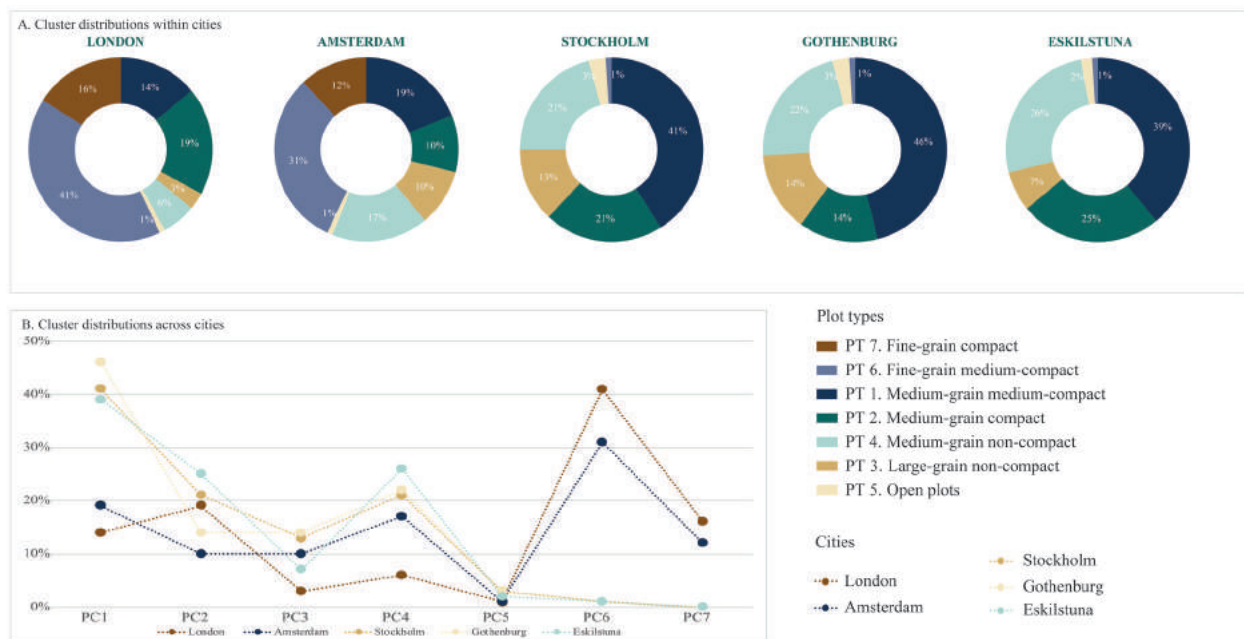 A. Cluster distributions within cities
LONDON
AMSTERDAM
STOCKHOLM
GOTHENBURG
ESKILSTUNA
16%
14%
19%
3%
6%
1%
41%
12%
19%
10%
10%
17%
1%
31%
3%
1%
41%
21%
13%
21%
3%
1%
46%
14%
14%
22%
2%
1%
39%
25%
7%
26%
B. Cluster distributions across cities
50%
40%
30%
20%
10%
0%
PC1
PC2
PC3
PC4
PC5
PC6
PC7
London
Amsterdam
Stockholm
Gothenburg
Eskilstuna
Plot types
PT 7. Fine-grain compact
PT 6. Fine-grain medium-compact
PT 1. Medium-grain medium-compact
PT 2. Medium-grain compact
PT 4. Medium-grain non-compact
PT 3. Large-grain non-compact
PT 5. Open plots
Cities
London
Amsterdam
Stockholm
Gothenburg
Eskilstuna